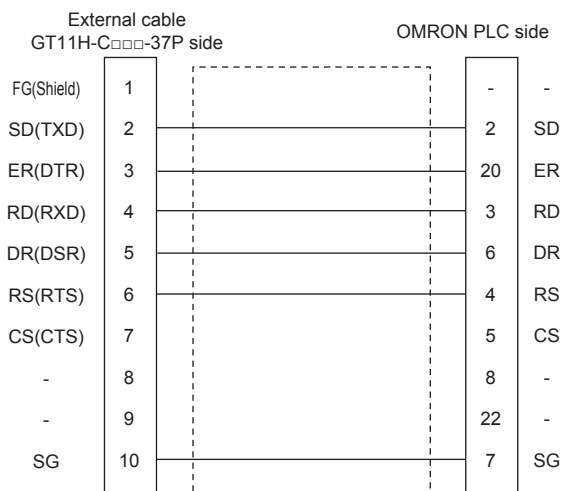 External cable
GT11H-C□□□-37P side
OMRON PLC side
FG(Shield) 1 - -
SD(TXD) 2 2 SD
ER(DTR) 3 20 ER
RD(RXD) 4 3 RD
DR(DSR) 5 6 DR
RS(RTS) 6 4 RS
CS(CTS) 7 5 CS
- 8 8 -
- 9 22 -
SG 10 7 SG